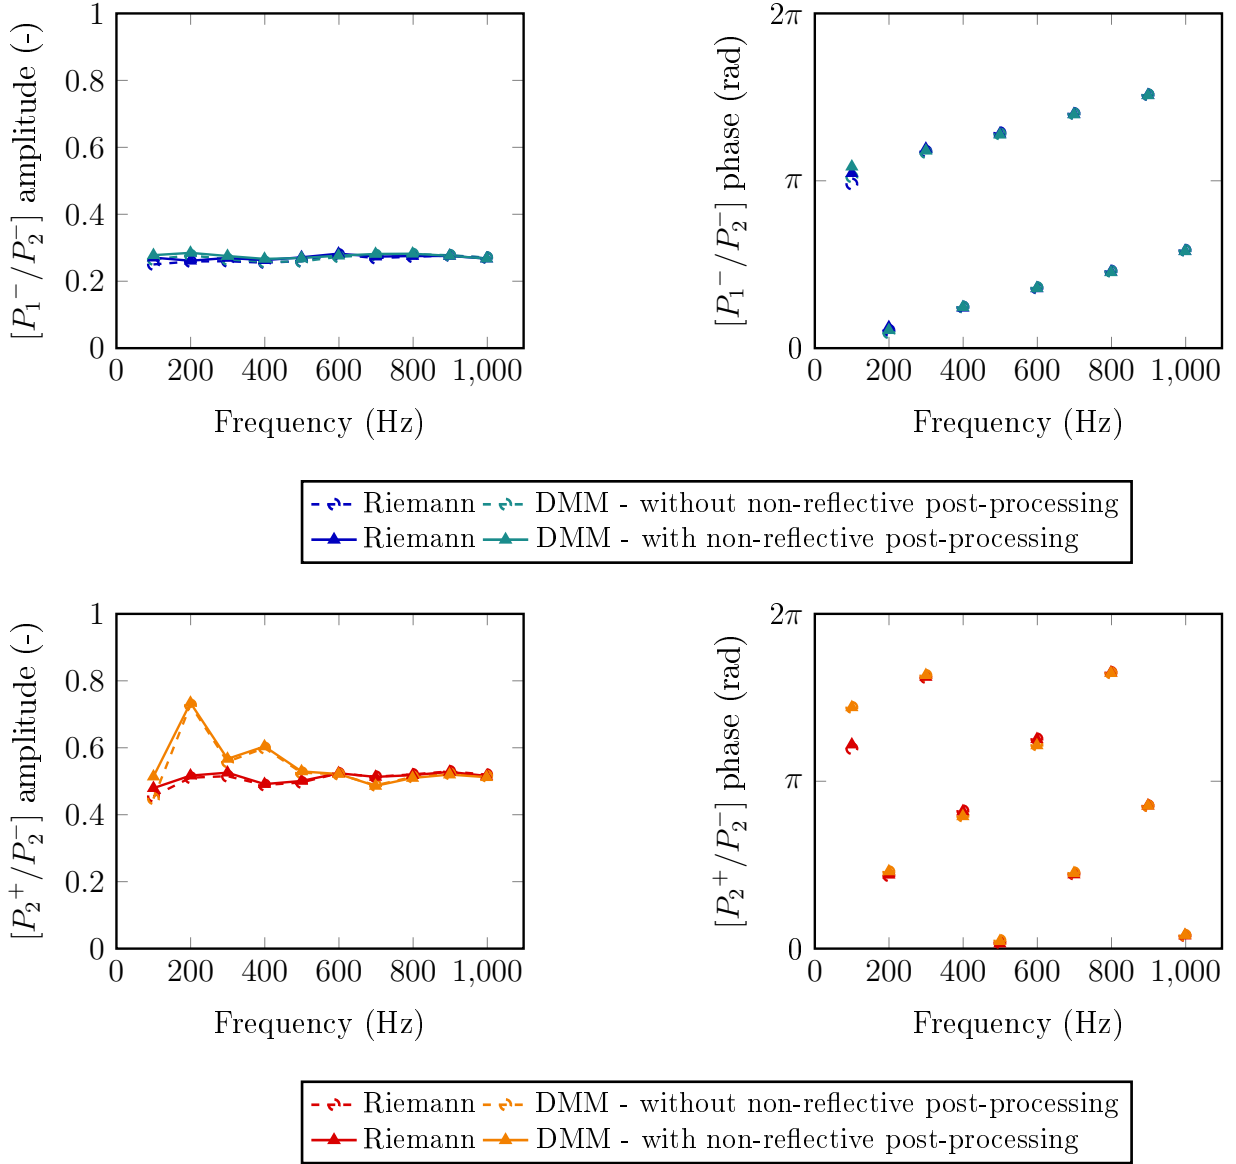 1
0.8
0.6
0.4
0.2
0
[P₁⁻/P₂⁻] amplitude (-)
0 200 400 600 800 1,000
Frequency (Hz)
2π
π
0
[P₁⁻/P₂⁻] phase (rad)
0 200 400 600 800 1,000
Frequency (Hz)
Riemann DMM - without non-reflective post-processing
Riemann DMM - with non-reflective post-processing
1
0.8
0.6
0.4
0.2
0
[P₂⁺/P₂⁻] amplitude (-)
0 200 400 600 800 1,000
Frequency (Hz)
2π
π
0
[P₂⁺/P₂⁻] phase (rad)
0 200 400 600 800 1,000
Frequency (Hz)
Riemann DMM - without non-reflective post-processing
Riemann DMM - with non-reflective post-processing